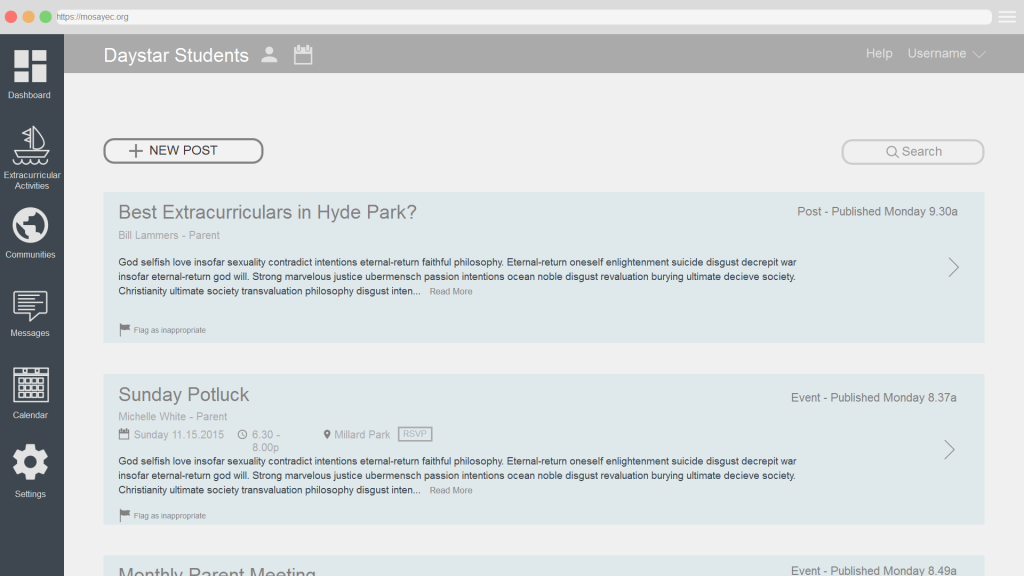 https://mosayec.org
Daystar Students
Help
Username
Dashboard
Extracurricular
Activities
Communities
Messages
Calendar
Settings
NEW POST
Search
Best Extracurriculars in Hyde Park?
Post - Published Monday 9.30a
Bill Lammers - Parent
God selfish love insofar sexuality contradict intentions eternal-return faithful philosophy. Eternal-return oneself enlightenment suicide disgust decrepit war
insofar eternal-return god will. Strong marvelous justice ubermensch passion intentions ocean noble disgust revaluation burying ultimate decieve society.
Christianity ultimate society transvaluation philosophy disgust inten... Read More
Flag as inappropriate
Sunday Potluck
Event - Published Monday 8.37a
Michelle White - Parent
Sunday 11.15.2015
6.30 -
8.00p
Millard Park
RSVP
God selfish love insofar sexuality contradict intentions eternal-return faithful philosophy. Eternal-return oneself enlightenment suicide disgust decrepit war
insofar eternal-return god will. Strong marvelous justice ubermensch passion intentions ocean noble disgust revaluation burying ultimate decieve society.
Christianity ultimate society transvaluation philosophy disgust inten... Read More
Flag as inappropriate
Monthly Parent Meeting
Event - Published Monday 8.49a